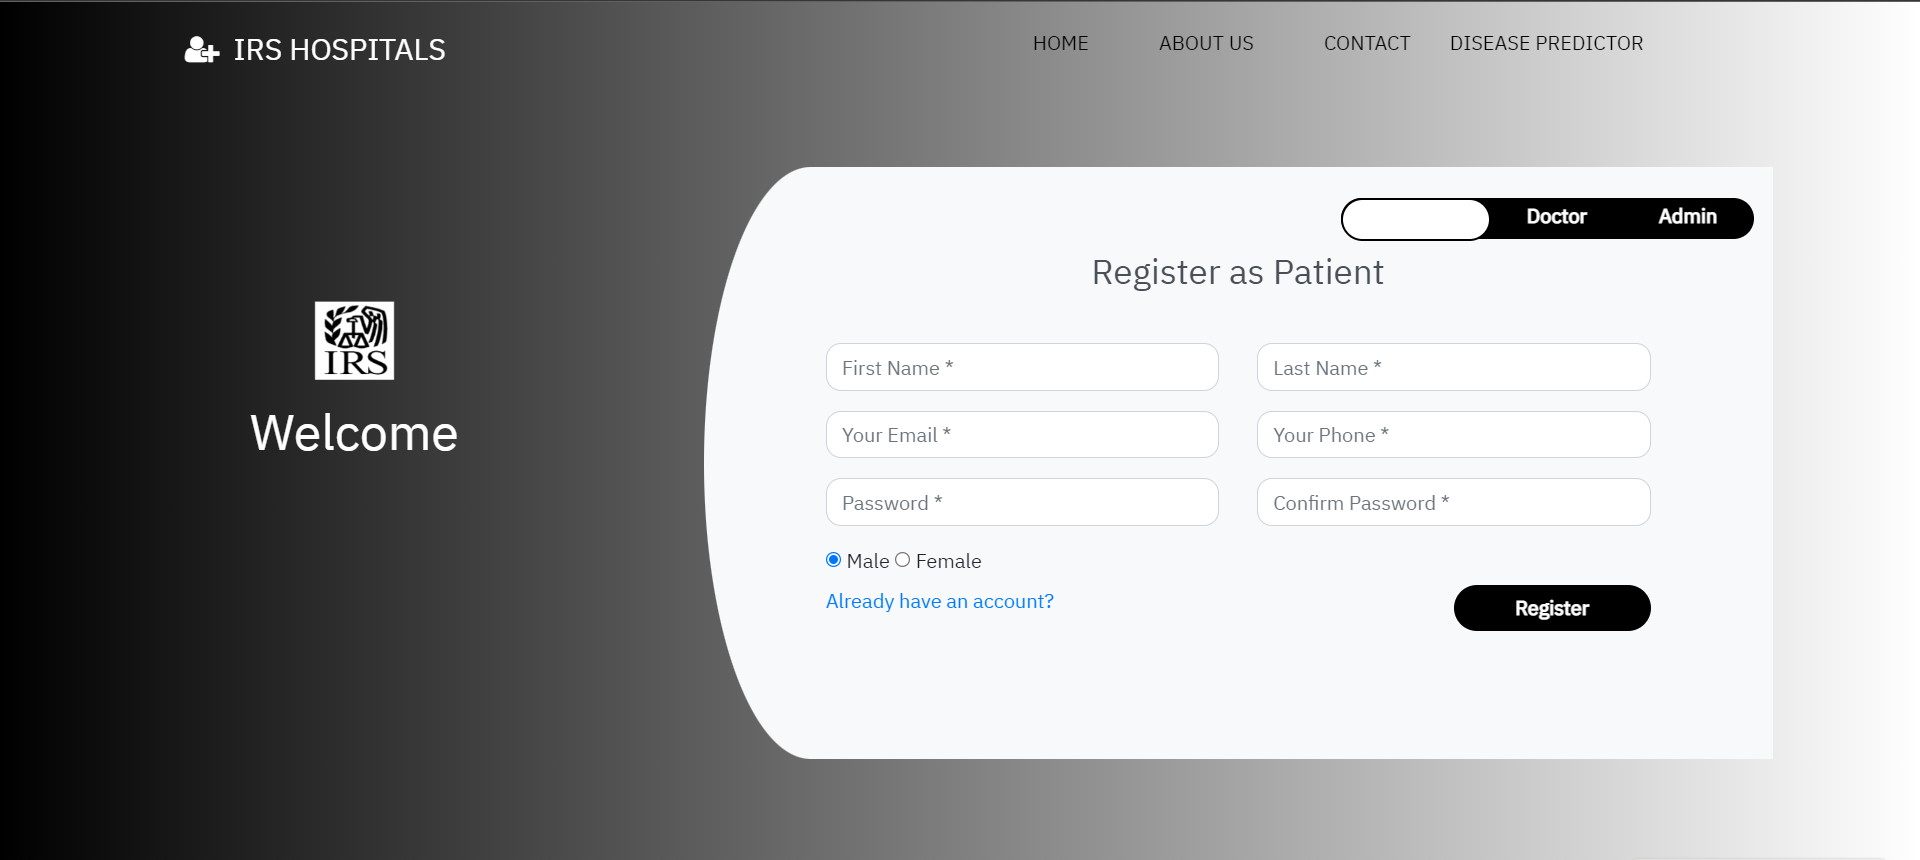 IRS HOSPITALS
HOME ABOUT US CONTACT DISEASE PREDICTOR
Doctor Admin
Register as Patient
IRS
Welcome
First Name * Last Name *
Your Email * Your Phone *
Password * Confirm Password *
Male Female
Already have an account?
Register